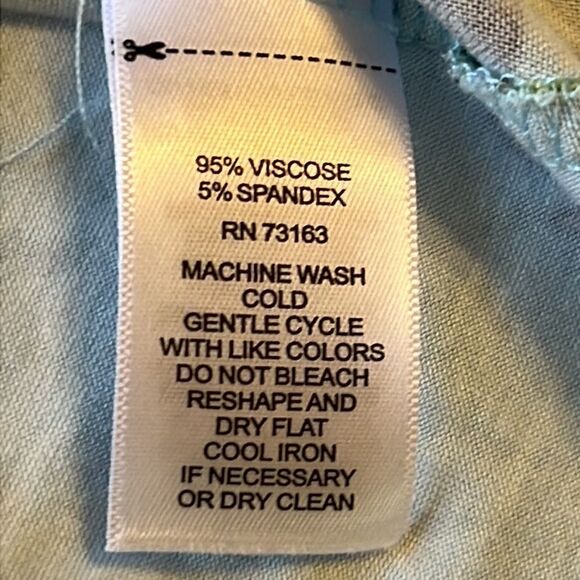 95% VISCOSE
5% SPANDEX
RN 73163
MACHINE WASH
COLD
GENTLE CYCLE
WITH LIKE COLORS
DO NOT BLEACH
RESHAPE AND
DRY FLAT
COOL IRON
IF NECESSARY
OR DRY CLEAN